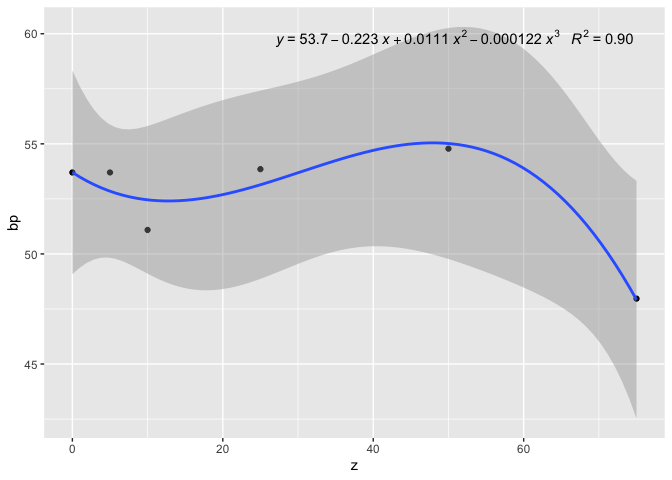 60
y = 53.7 – 0.223 x + 0.0111 x² – 0.000122 x³   R² = 0.90
55
bp
50
45
0 20 40 60
z